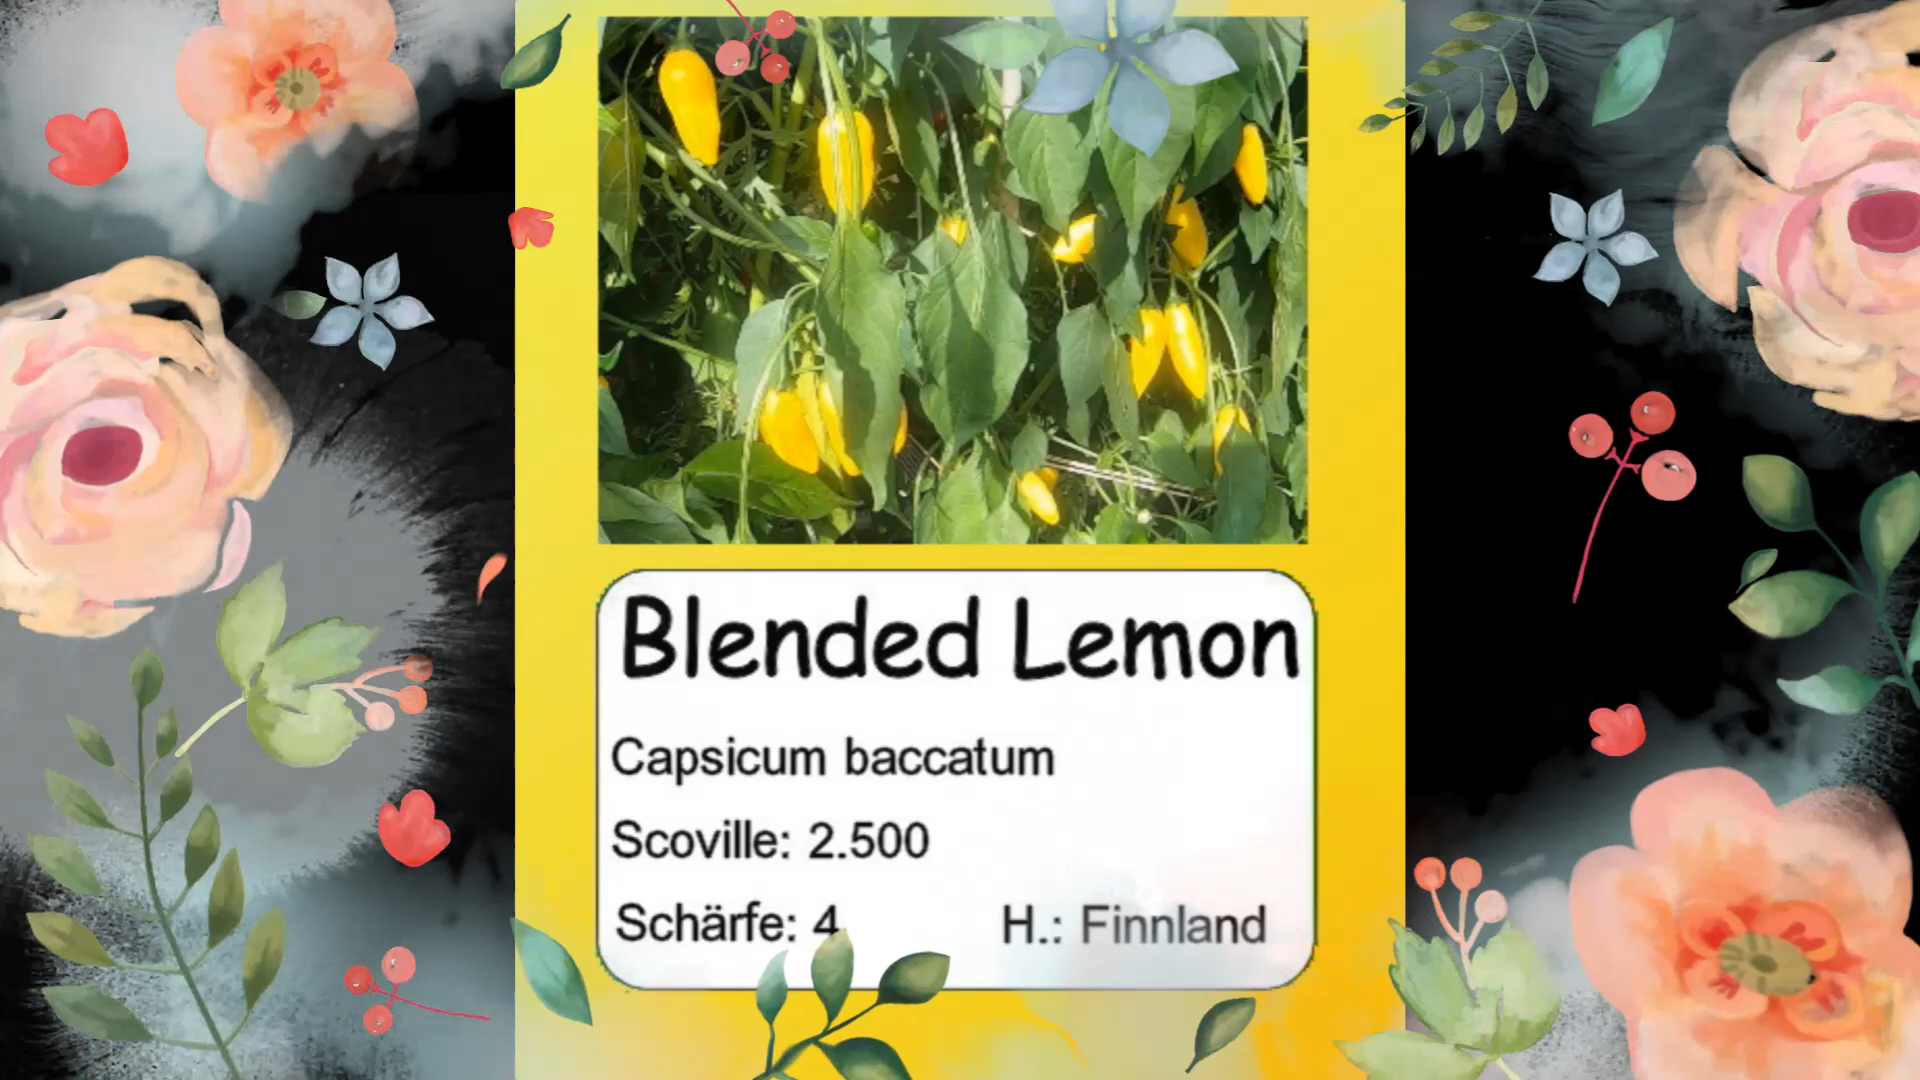 Blended Lemon
Capsicum baccatum
Scoville: 2.500
Schärfe: 4 H.: Finnland